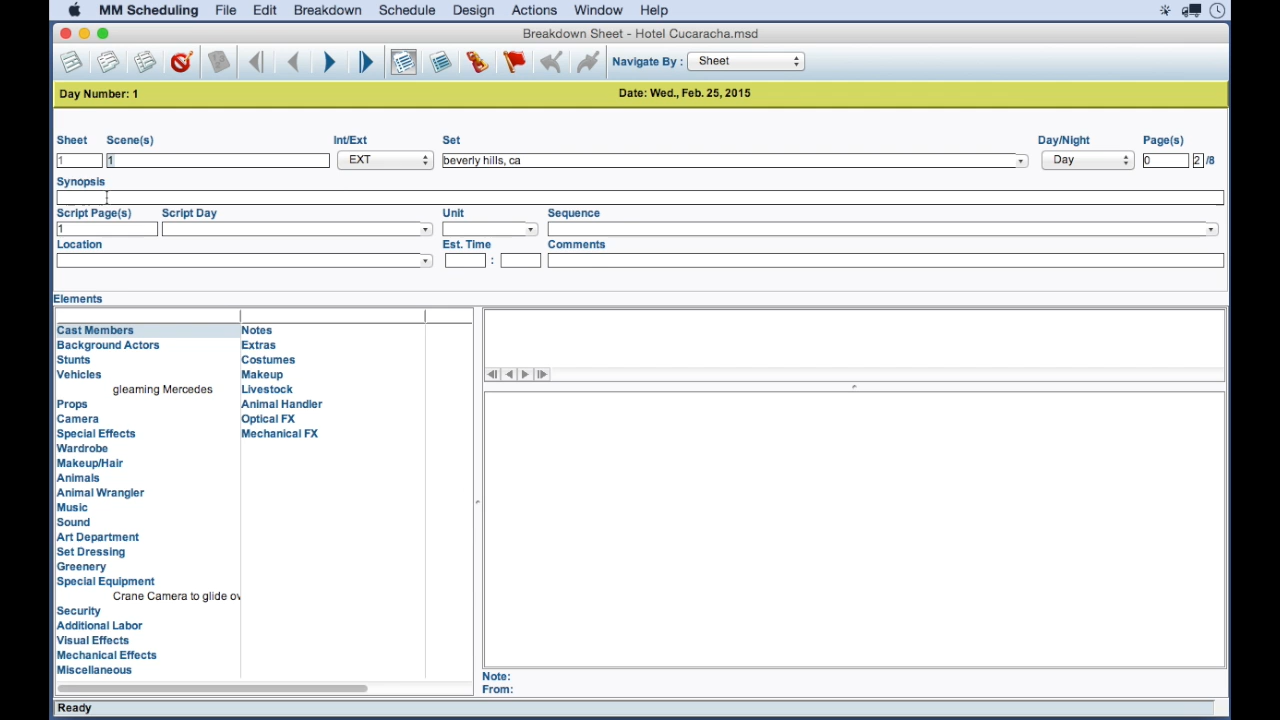 MM Scheduling File Edit Breakdown Schedule Design Actions Window Help
Breakdown Sheet - Hotel Cucaracha.msd
Navigate By : Sheet
Day Number: 1 Date: Wed., Feb. 25, 2015
Sheet Scene(s) Int/Ext Set Day/Night Page(s)
1 1 EXT beverly hills, ca Day 0 2 /8
Synopsis
Script Page(s) Script Day Unit Sequence
1
Location Est. Time Comments
:
Elements
Cast Members Notes
Background Actors Extras
Stunts Costumes
Vehicles Makeup
gleaming Mercedes Livestock
Props Animal Handler
Camera Optical FX
Special Effects Mechanical FX
Wardrobe
Makeup/Hair
Animals
Animal Wrangler
Music
Sound
Art Department
Set Dressing
Greenery
Special Equipment
Crane Camera to glide ov
Security
Additional Labor
Visual Effects
Mechanical Effects
Miscellaneous
Note:
From:
Ready